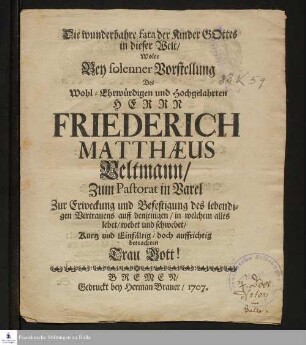 Die wunderbahre fata der Kinder GOttes
in dieser Welt/
Wolte
Bey solenner Vorstellung
Des
Wohl-Ehrwürdigen und Hochgelahrten
HERRN
FRIEDERICH
MATTHÆUS
Veltmann/
Zum Pastorat in Varel
Zur Erweckung und Befestigung des lebendi-
gen Vertrauens auff denjenigen/ in welchem alles
lebet/ webet und schwebet/
Kurtz und Einfältig/ doch auffrichtig
betrachten
Trau Gott!
BREMEN/
Gedruckt bey Herman Brauer/ 1707.